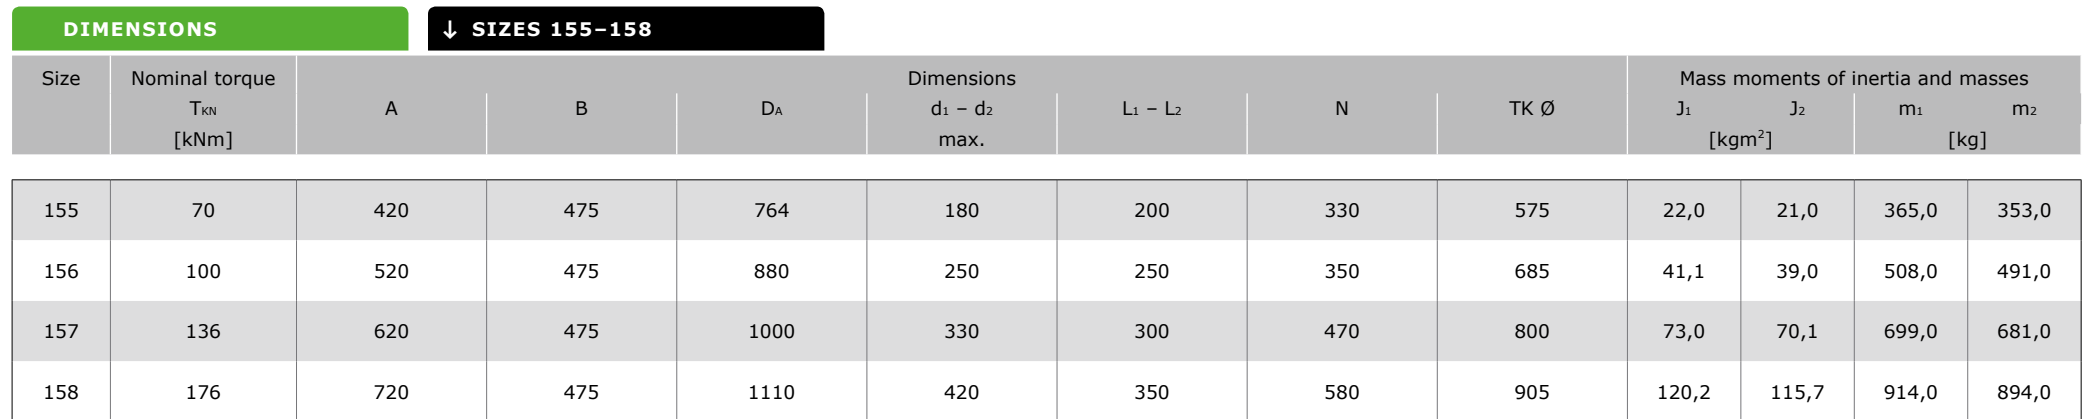 DIMENSIONS ↓ SIZES 155–158
Size Nominal torque Dimensions Mass moments of inertia and masses
TKN A B DA d1 – d2 L1 – L2 N TK Ø J1 J2 m1 m2
[kNm] max. [kgm²] [kg]
155 70 420 475 764 180 200 330 575 22,0 21,0 365,0 353,0
156 100 520 475 880 250 250 350 685 41,1 39,0 508,0 491,0
157 136 620 475 1000 330 300 470 800 73,0 70,1 699,0 681,0
158 176 720 475 1110 420 350 580 905 120,2 115,7 914,0 894,0